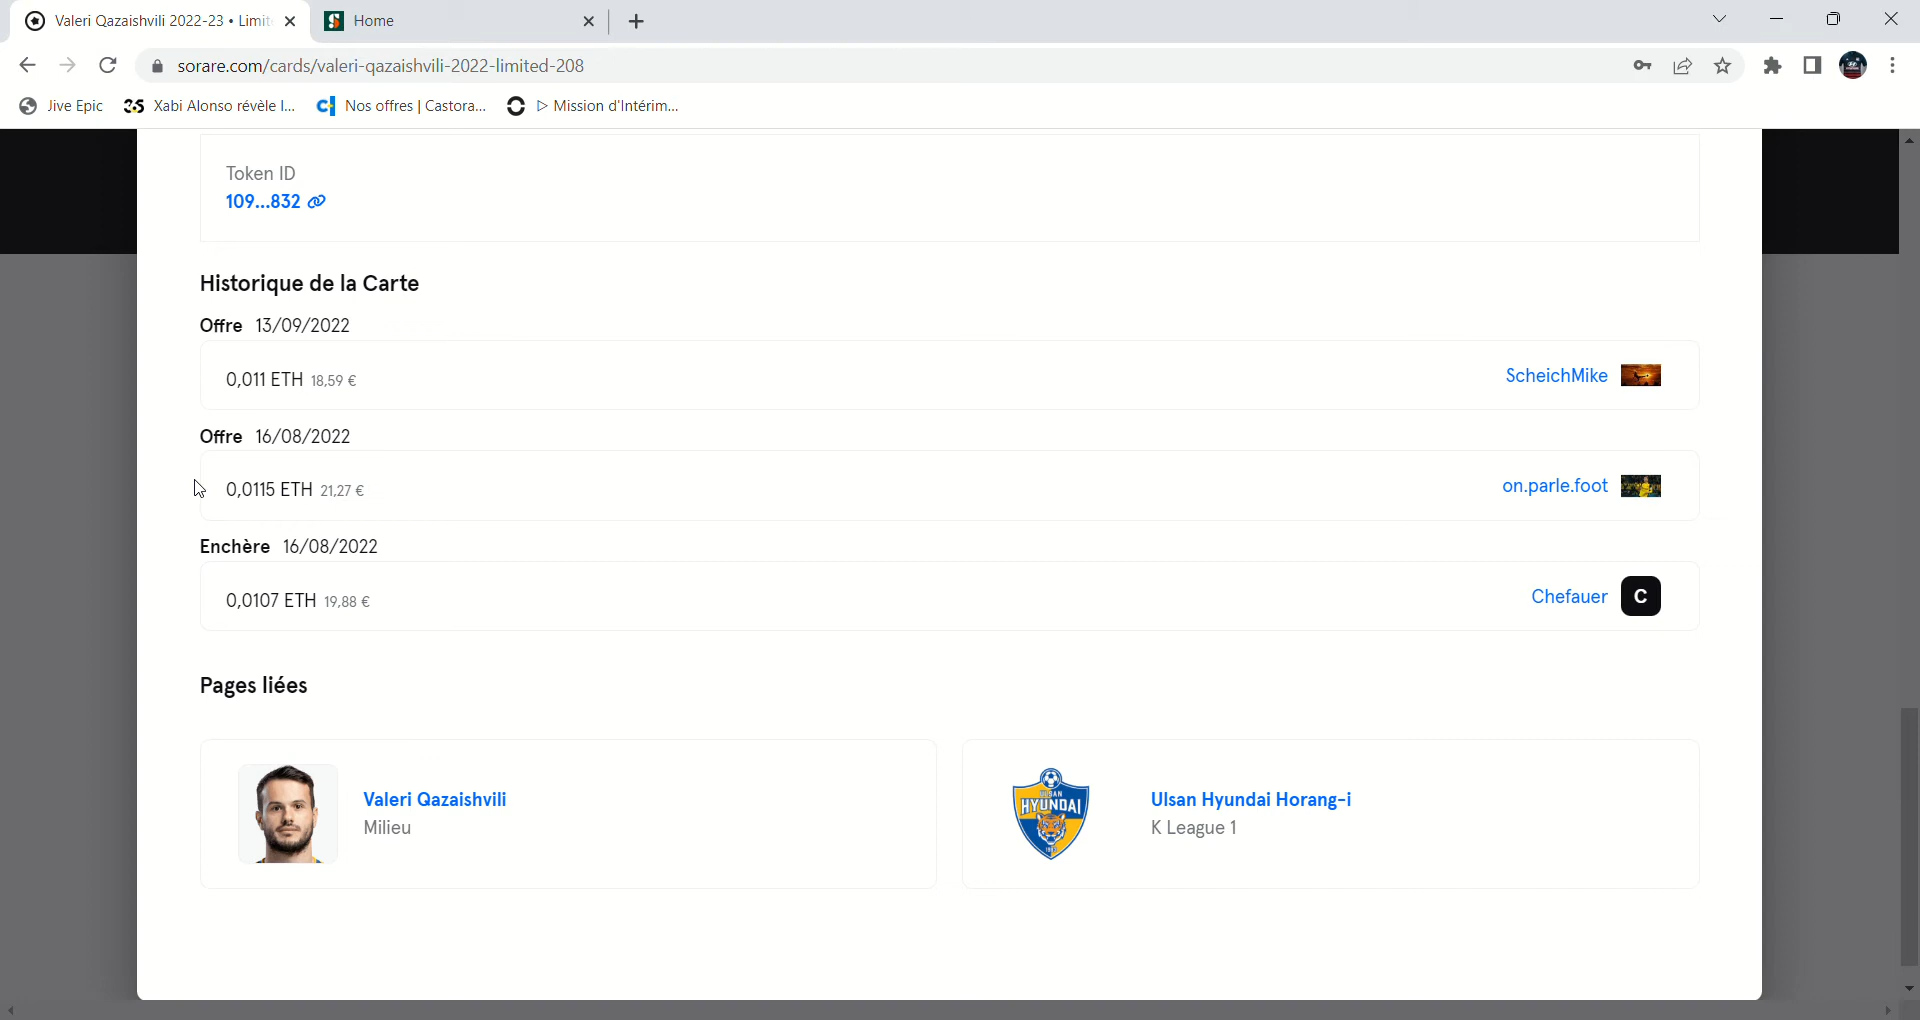 Valeri Qazaishvili 2022-23 • Limit
Home
sorare.com/cards/valeri-qazaishvili-2022-limited-208
Jive Epic
Xabi Alonso révèle l...
Nos offres | Castora...
▷ Mission d'Intérim...
Token ID
109...832
Historique de la Carte
Offre 13/09/2022
0,011 ETH 18,59 €
ScheichMike
Offre 16/08/2022
0,0115 ETH 21,27 €
on.parle.foot
Enchère 16/08/2022
0,0107 ETH 19,88 €
Chefauer
C
Pages liées
Valeri Qazaishvili
Milieu
ULSAN
HYUNDAI
Ulsan Hyundai Horang-i
K League 1